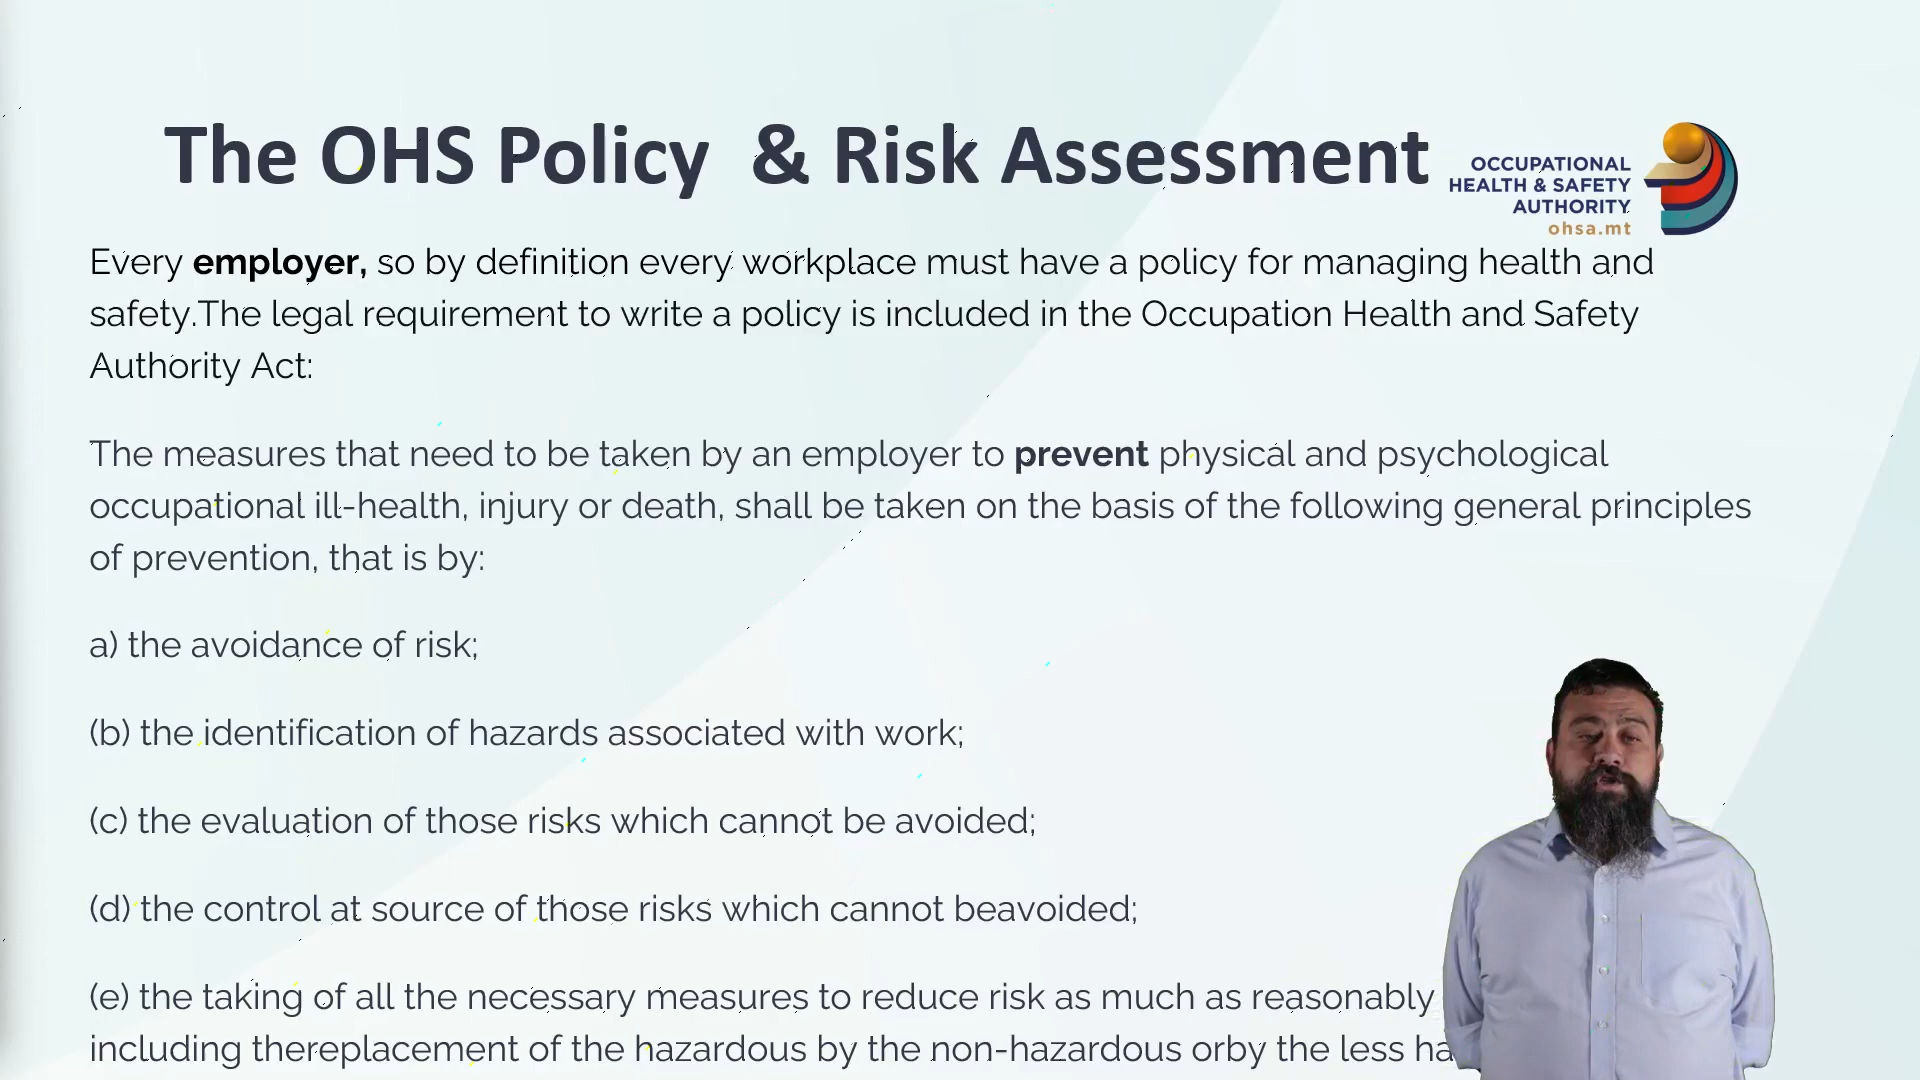 The OHS Policy & Risk Assessment
OCCUPATIONAL
HEALTH & SAFETY
AUTHORITY
ohsa.mt
Every employer, so by definition every workplace must have a policy for managing health and
safety.The legal requirement to write a policy is included in the Occupation Health and Safety
Authority Act:
The measures that need to be taken by an employer to prevent physical and psychological
occupational ill-health, injury or death, shall be taken on the basis of the following general principles
of prevention, that is by:
a) the avoidance of risk;
(b) the identification of hazards associated with work;
(c) the evaluation of those risks which cannot be avoided;
(d) the control at source of those risks which cannot beavoided;
(e) the taking of all the necessary measures to reduce risk as much as reasonably
including thereplacement of the hazardous by the non-hazardous orby the less